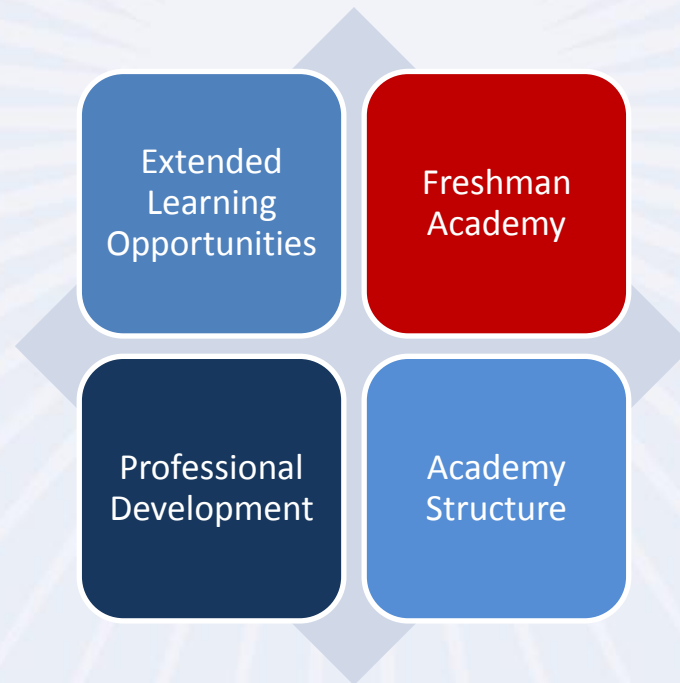 Extended
Learning
Opportunities
Freshman
Academy
Professional
Development
Academy
Structure